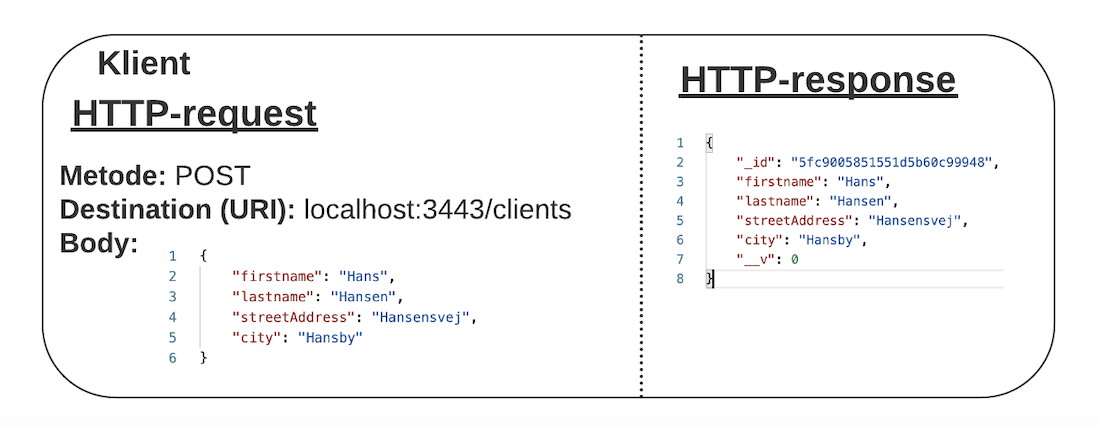 Klient
HTTP-request
Metode: POST
Destination (URI): localhost:3443/clients
Body:
1 {
2 "firstname": "Hans",
3 "lastname": "Hansen",
4 "streetAddress": "Hansensvej",
5 "city": "Hansby"
6 }
HTTP-response
1 {
2 "_id": "5fc9005851551d5b60c99948",
3 "firstname": "Hans",
4 "lastname": "Hansen",
5 "streetAddress": "Hansensvej",
6 "city": "Hansby",
7 "__v": 0
8 }